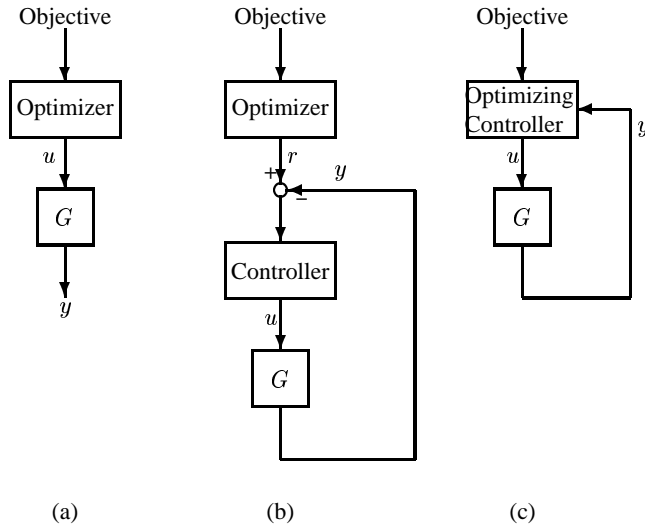 Objective
Optimizer
u
G
y
(a)
Objective
Optimizer
r
+
y
−
Controller
u
G
(b)
Objective
Optimizing
Controller
y
u
G
(c)